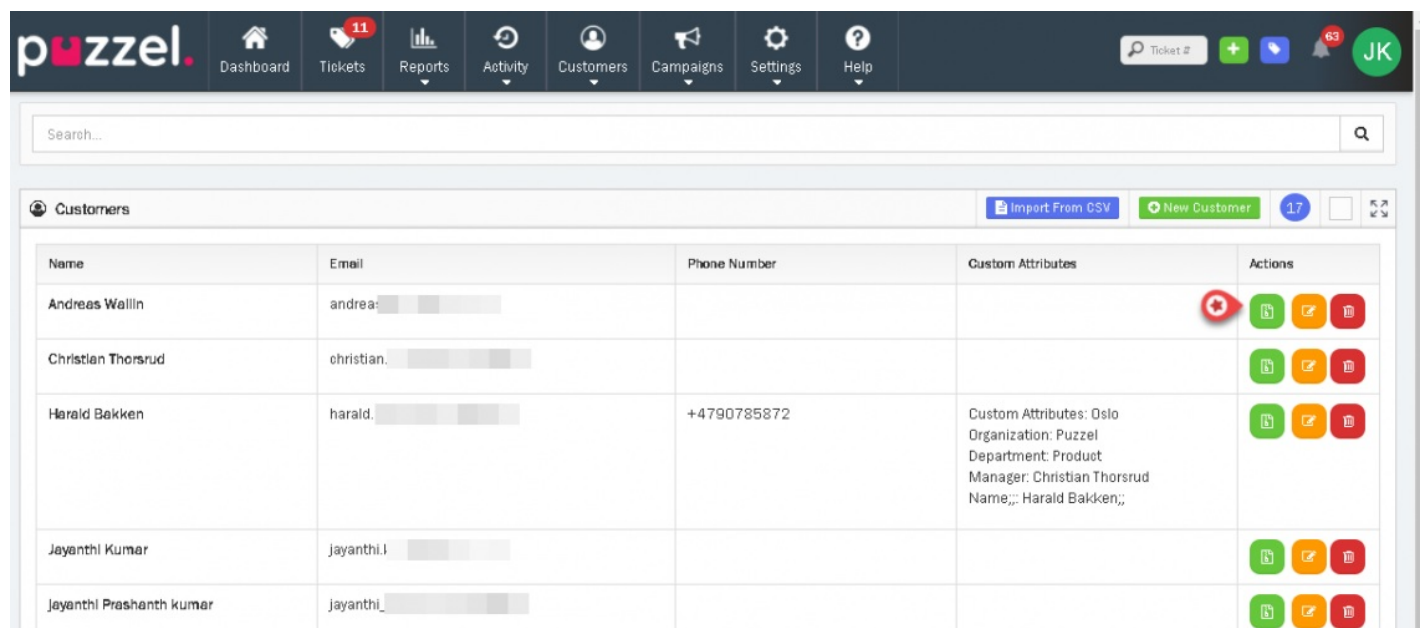 puzzel.
Dashboard
11
Tickets
Reports
Activity
Customers
Campaigns
Settings
Help
Ticket #
63
JK
Search...
Customers
Import From CSV
New Customer
17
Name Email Phone Number Custom Attributes Actions
Andreas Wallin andreas
Christian Thorsrud christian.
Harald Bakken harald. +4790785872 Custom Attributes: Oslo
Organization: Puzzel
Department: Product
Manager: Christian Thorsrud
Name;;: Harald Bakken;;
Jayanthi Kumar jayanthi.
jayanthi Prashanth kumar jayanthi_